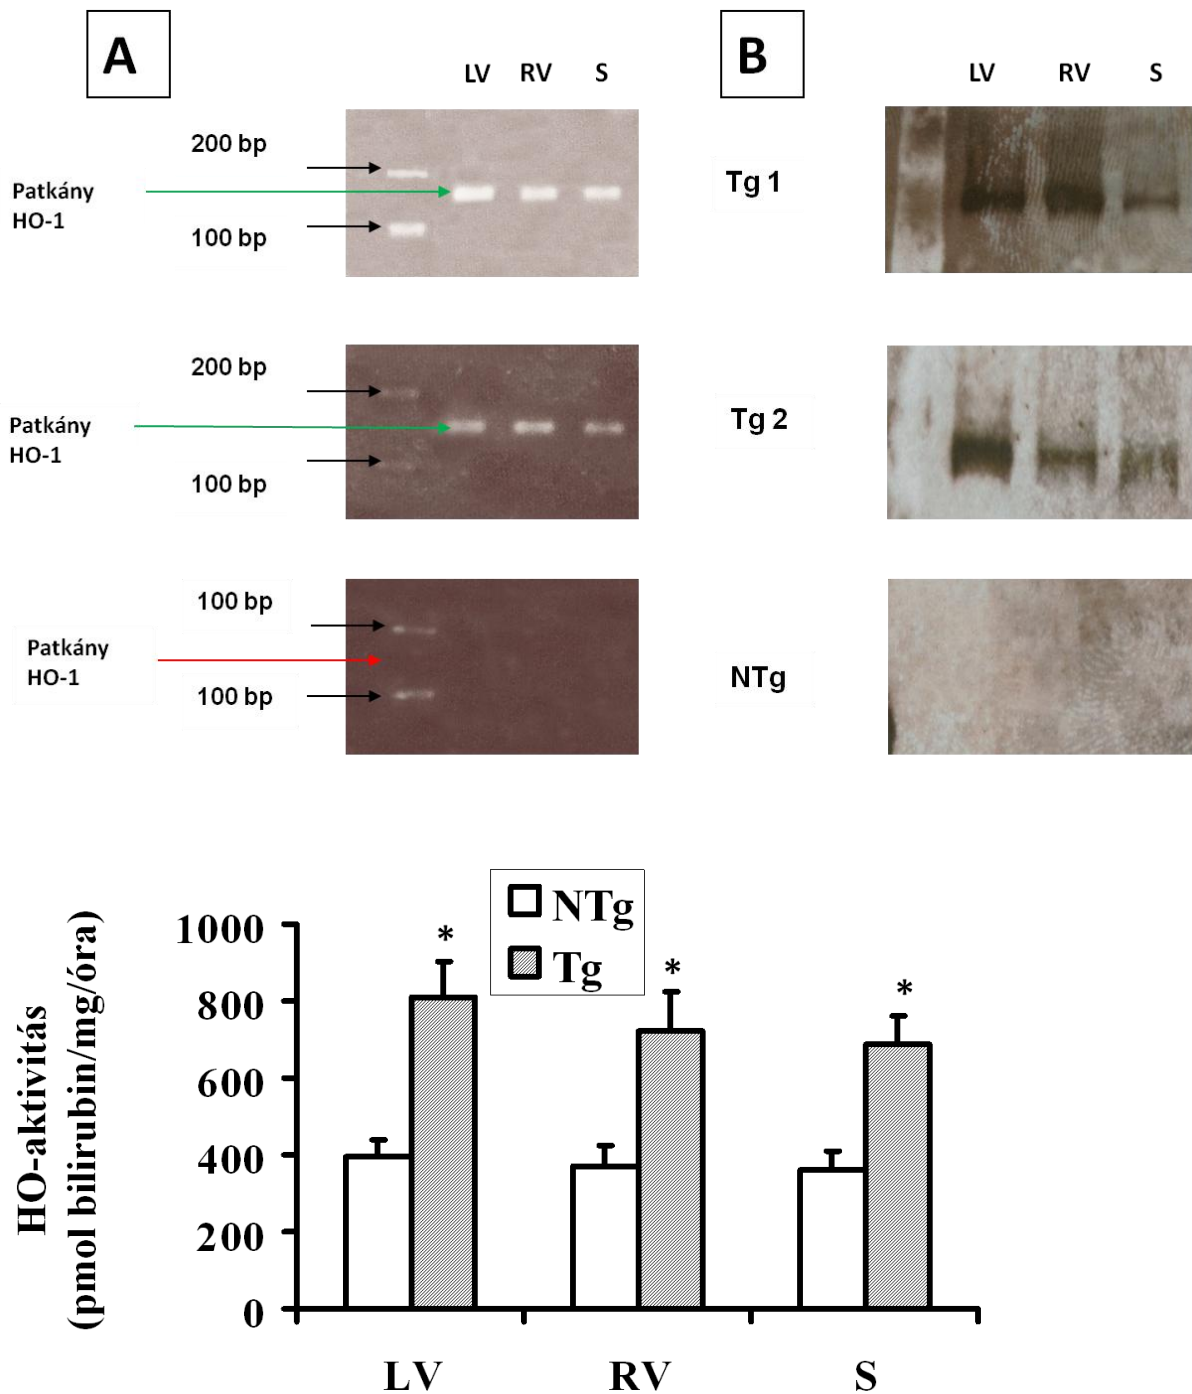 A
LV RV S
B
LV RV S
200 bp
Patkány
HO-1
100 bp
Tg 1
200 bp
Patkány
HO-1
100 bp
Tg 2
100 bp
Patkány
HO-1
100 bp
NTg
NTg
Tg
HO-aktivitás
(pmol bilirubin/mg/óra)
1000
800
600
400
200
0
*
*
*
LV RV S